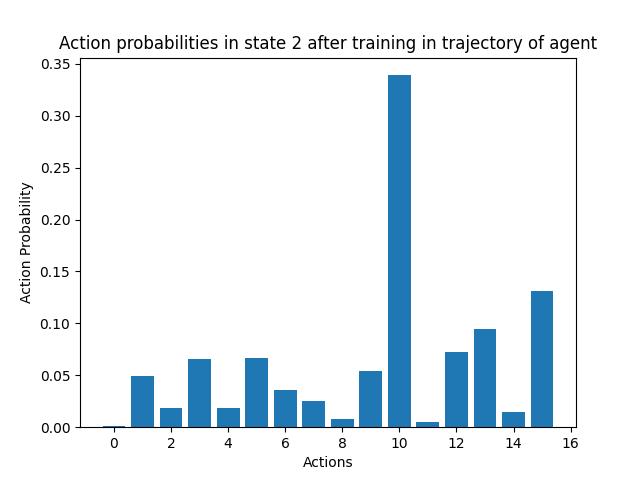 Action probabilities in state 2 after training in trajectory of agent
0.35
0.30
0.25
0.20
0.15
0.10
0.05
0.00
Action Probability
0 2 4 6 8 10 12 14 16
Actions